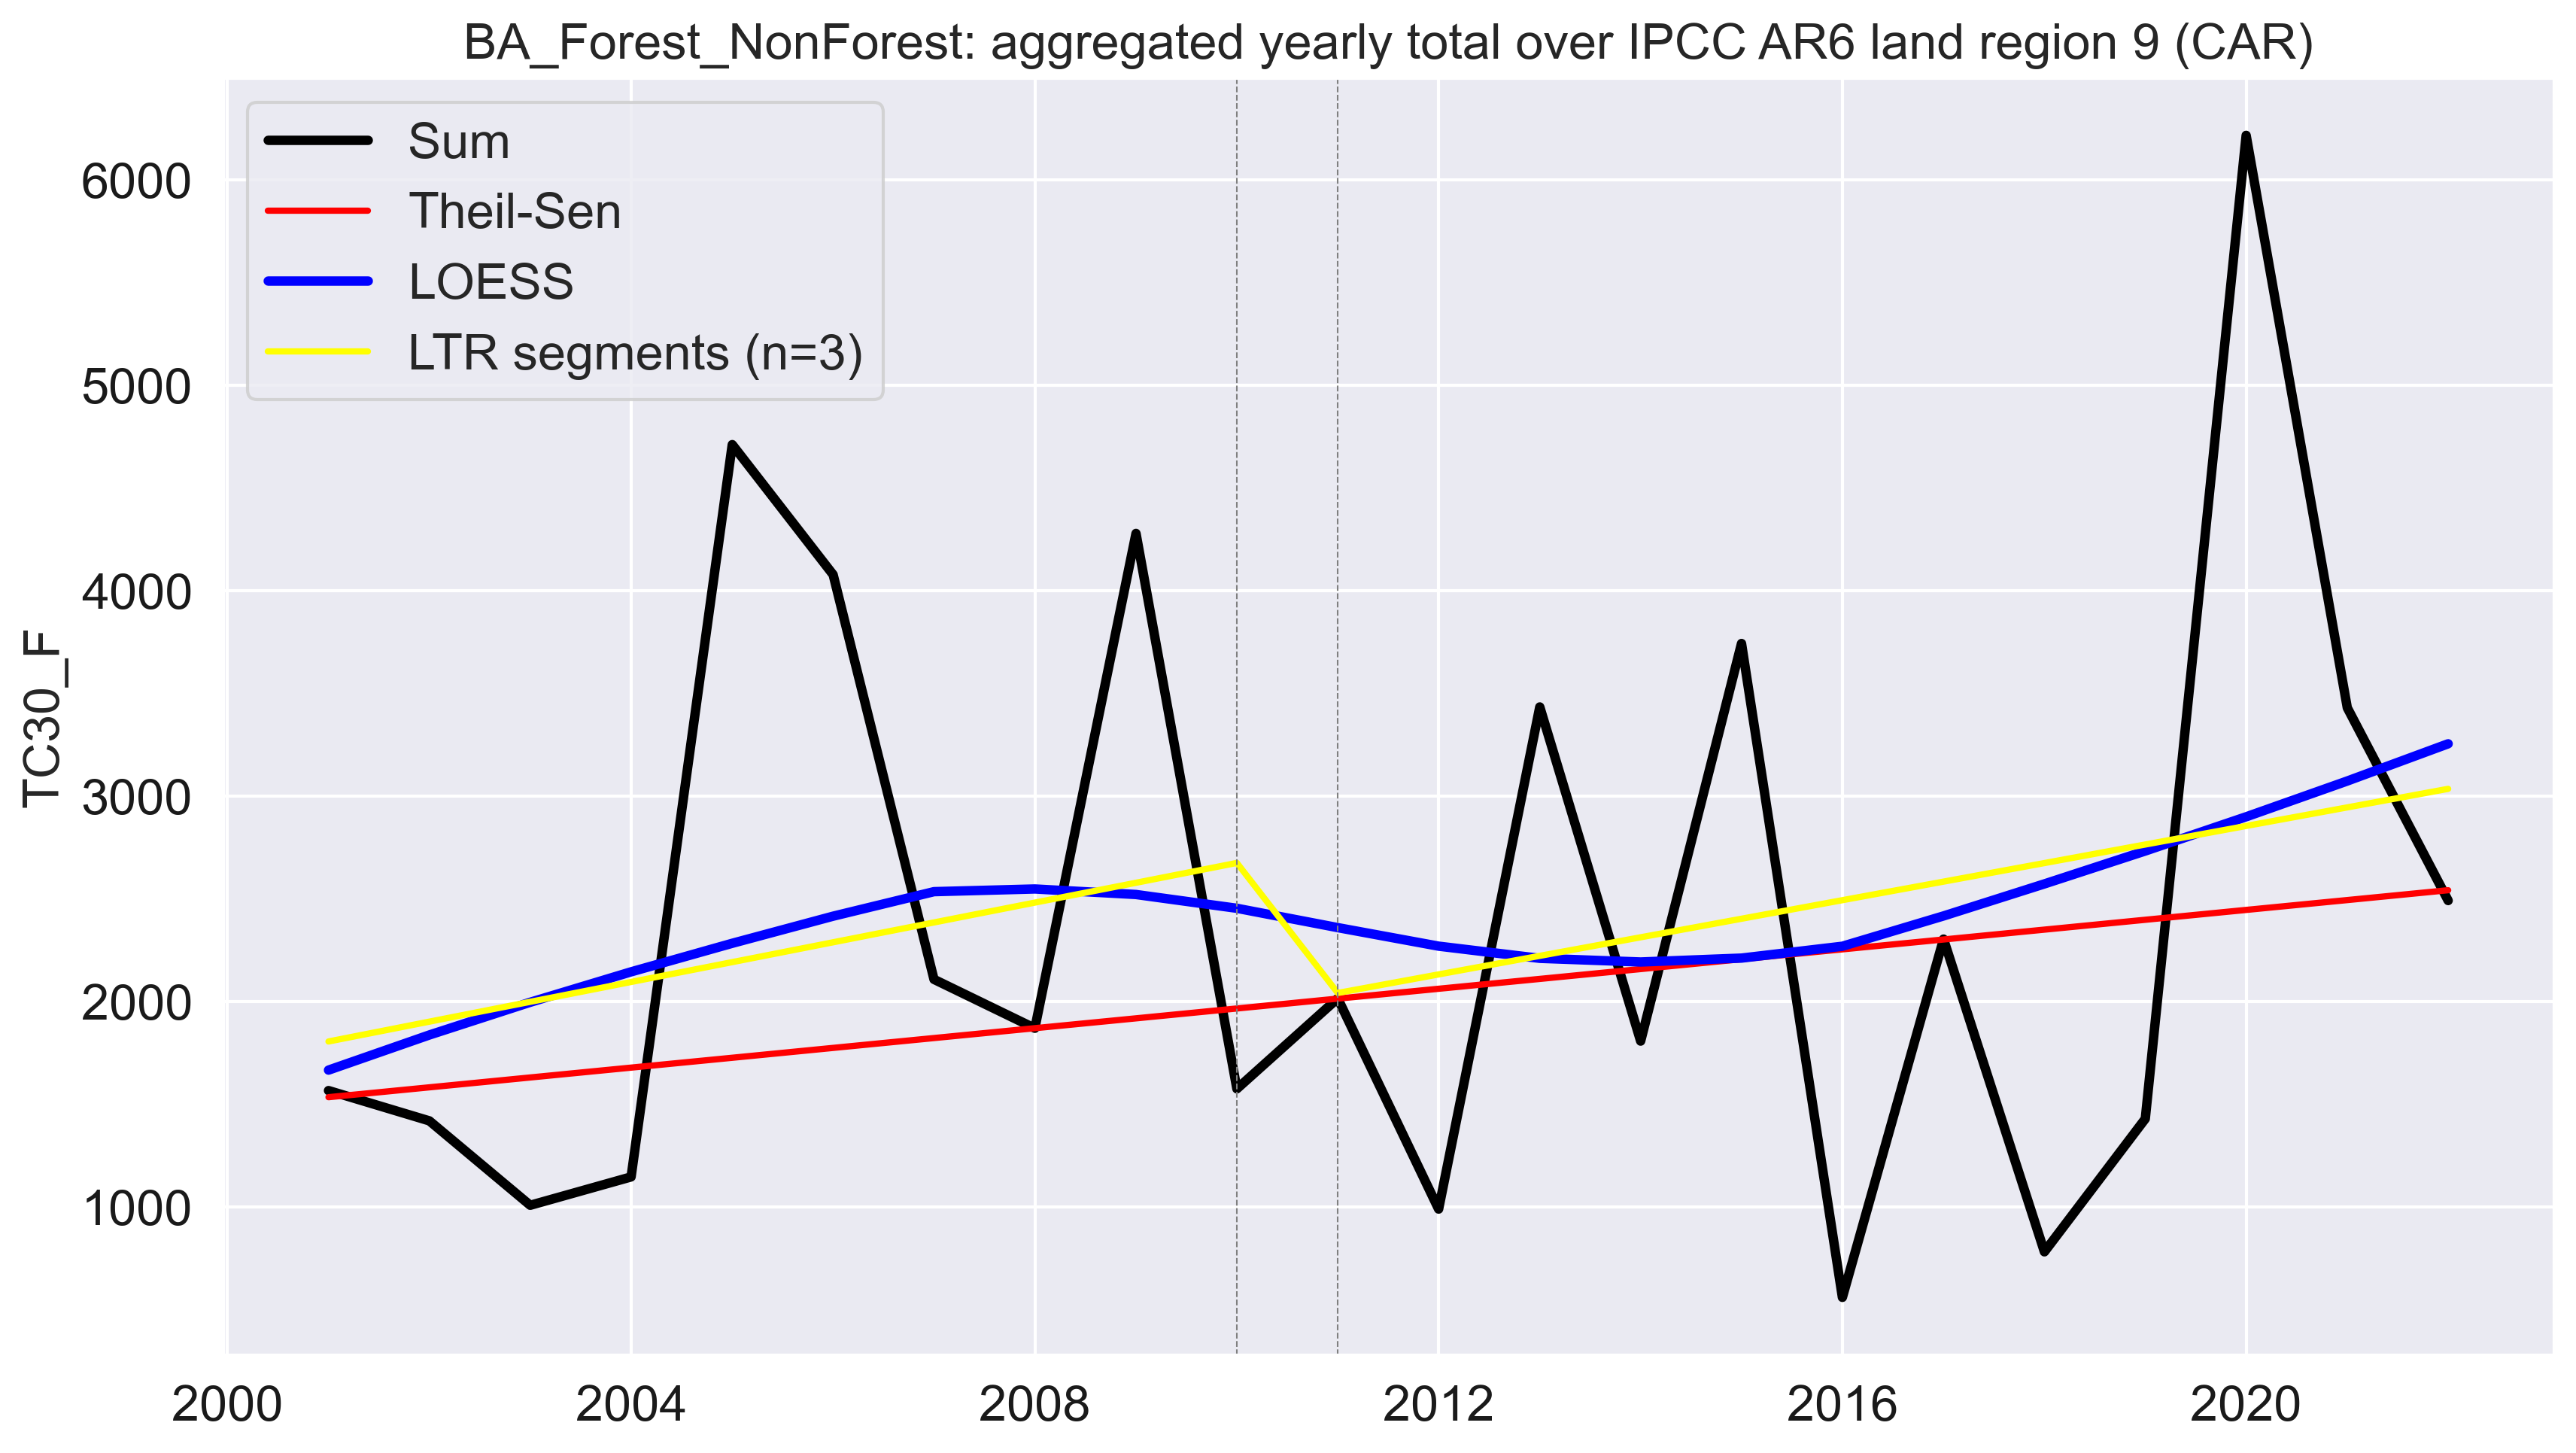 BA_Forest_NonForest: aggregated yearly total over IPCC AR6 land region 9 (CAR)
Sum
Theil-Sen
LOESS
LTR segments (n=3)
TC30_F
6000
5000
4000
3000
2000
1000
2000 2004 2008 2012 2016 2020